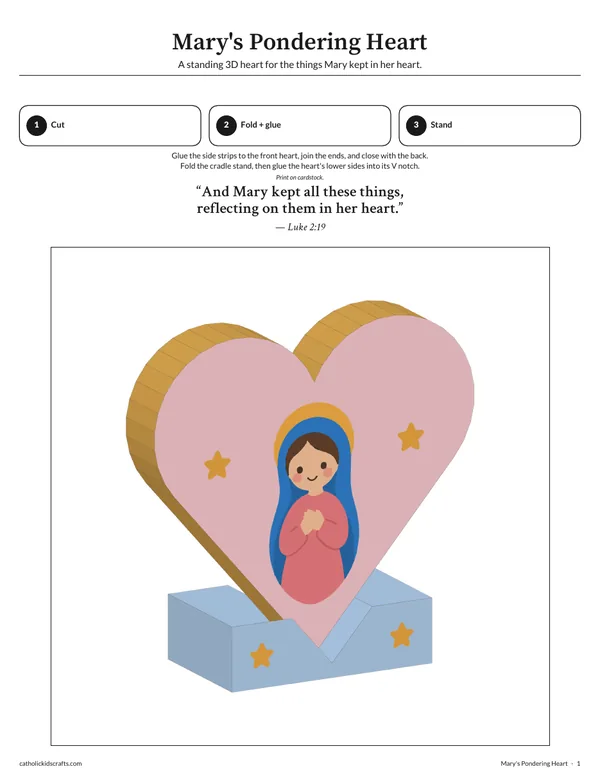 Mary's Pondering Heart
A standing 3D heart for the things Mary kept in her heart.
1 Cut
2 Fold + glue
3 Stand
Glue the side strips to the front heart, join the ends, and close with the back.
Fold the cradle stand, then glue the heart's lower sides into its V notch.
Print on cardstock.
“And Mary kept all these things,
reflecting on them in her heart.”
— Luke 2:19
catholickidscrafts.com
Mary's Pondering Heart · 1